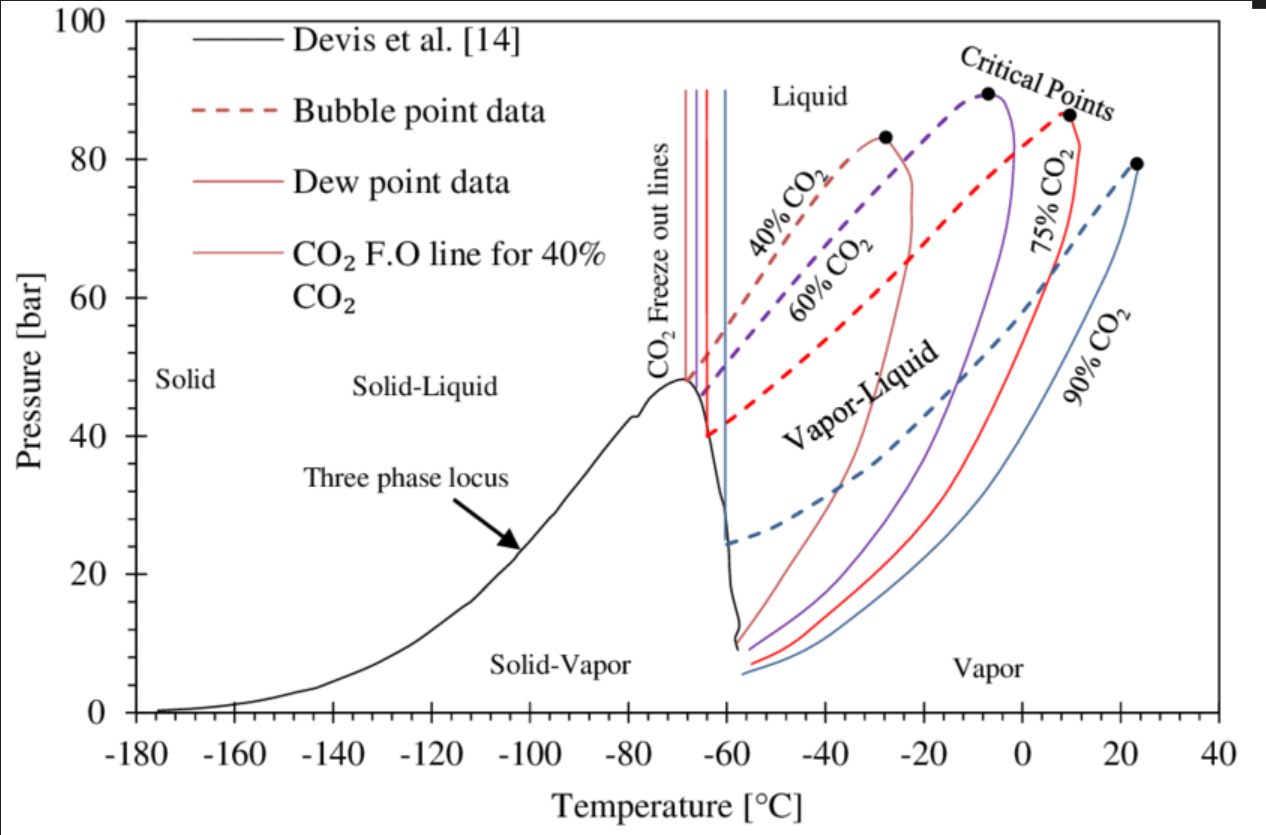 100
80
60
40
20
0
Pressure [bar]
Devis et al. [14]
Bubble point data
Dew point data
CO₂ F.O line for 40%
CO₂
Critical Points
Liquid
CO₂ Freeze out lines
40% CO₂
60% CO₂
75% CO₂
90% CO₂
Vapor-Liquid
Solid
Solid-Liquid
Three phase locus
Solid-Vapor
Vapor
-180 -160 -140 -120 -100 -80 -60 -40 -20 0 20 40
Temperature [°C]